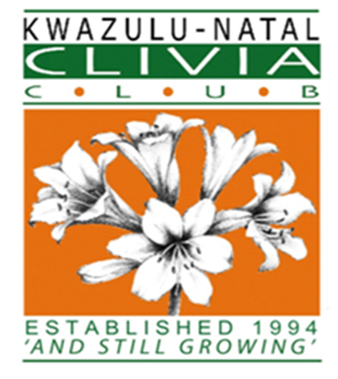 KWAZULU-NATAL
CLIVIA
C•L•U•B
ESTABLISHED 1994
'AND STILL GROWING'